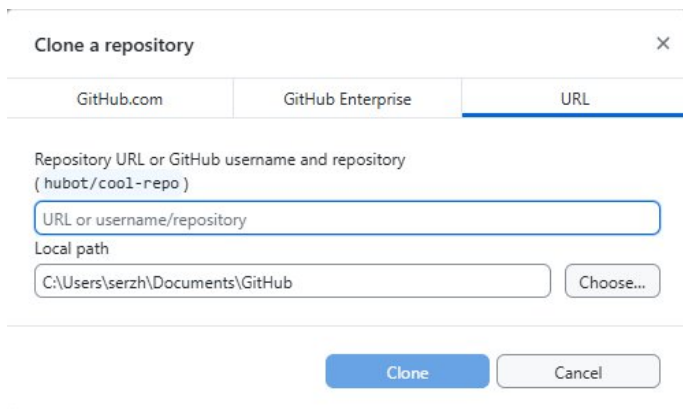 Clone a repository
GitHub.com GitHub Enterprise URL
Repository URL or GitHub username and repository
(hubot/cool-repo)
URL or username/repository
Local path
C:\Users\serzh\Documents\GitHub Choose...
Clone Cancel